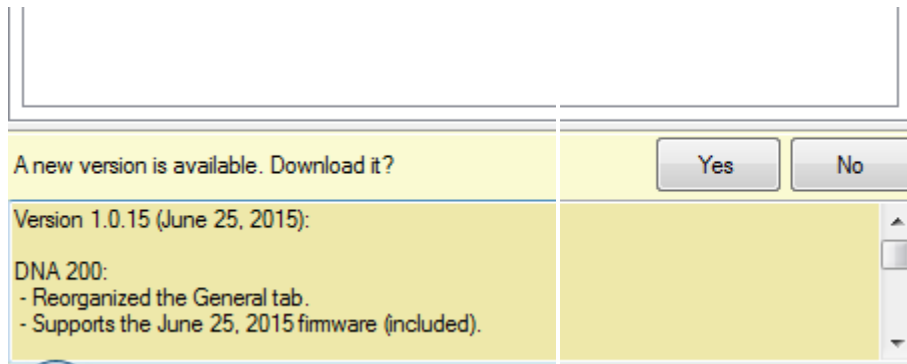 A new version is available. Download it?
Yes
No
Version 1.0.15 (June 25, 2015):
DNA 200:
- Reorganized the General tab.
- Supports the June 25, 2015 firmware (included).